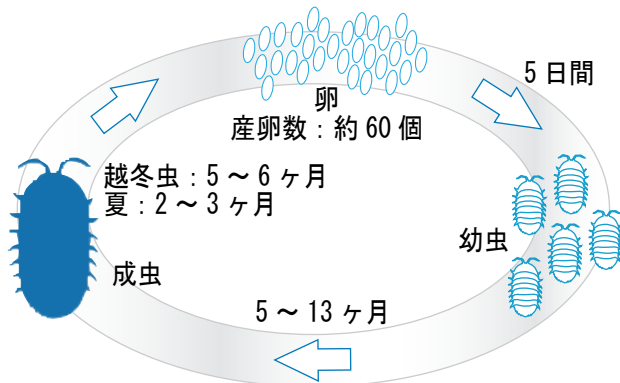 卵
産卵数：約 60 個
5 日間
越冬虫：5 ～ 6 ヶ月
夏：2 ～ 3 ヶ月
幼虫
成虫
5 ～ 13 ヶ月